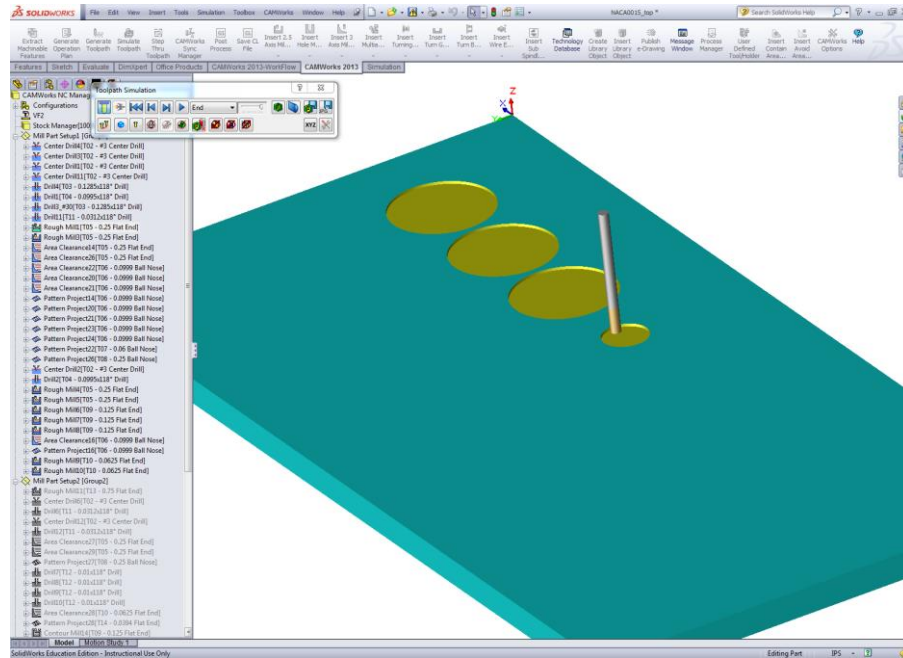 SOLIDWORKS File Edit View Insert Tools Simulation Toolbox CAMWorks Window Help NACA0015_top * Search SolidWorks Help
Extract Machinable Features
Generate Operation Plan
Generate Toolpath
Simulate Toolpath
Step Thru Toolpath
CAMWorks Sync Manager
Post Process
Save CL File
Insert 2.5 Axis Mil...
Insert Hole M...
Insert 3 Axis Mil...
Insert Multia...
Insert Turning...
Insert Turn G...
Insert Turn B...
Insert Wire E...
Insert Sub Spindl...
Technology Database
Create Library Object
Insert Library Object
Publish e-Drawing
Message Window
Process Manager
User Defined Tool/Holder
Insert Contain Area...
Insert Avoid Area...
CAMWorks Options
Help
Features Sketch Evaluate DimXpert Office Products CAMWorks 2013-WorkFlow CAMWorks 2013 Simulation
Toolpath Simulation
End
XYZ
CAMWorks NC Manag
Configurations
VF2
Stock Manager[100
Mill Part Setup1 [Gro
Center Drill4[T02 - #3 Center Drill]
Center Drill3[T02 - #3 Center Drill]
Center Drill1[T02 - #3 Center Drill]
Center Drill11[T02 - #3 Center Drill]
Drill4[T03 - 0.1285x118° Drill]
Drill1[T04 - 0.0995x118° Drill]
Drill3_#30[T03 - 0.1285x118° Drill]
Drill11[T11 - 0.0312x118° Drill]
Rough Mill1[T05 - 0.25 Flat End]
Rough Mill3[T05 - 0.25 Flat End]
Area Clearance14[T05 - 0.25 Flat End]
Area Clearance26[T05 - 0.25 Flat End]
Area Clearance22[T06 - 0.0999 Ball Nose]
Area Clearance20[T06 - 0.0999 Ball Nose]
Area Clearance21[T06 - 0.0999 Ball Nose]
Pattern Project14[T06 - 0.0999 Ball Nose]
Pattern Project20[T06 - 0.0999 Ball Nose]
Pattern Project21[T06 - 0.0999 Ball Nose]
Pattern Project23[T06 - 0.0999 Ball Nose]
Pattern Project24[T06 - 0.0999 Ball Nose]
Pattern Project22[T07 - 0.06 Ball Nose]
Pattern Project26[T08 - 0.25 Ball Nose]
Center Drill2[T02 - #3 Center Drill]
Drill2[T04 - 0.0995x118° Drill]
Rough Mill4[T05 - 0.25 Flat End]
Rough Mill5[T05 - 0.25 Flat End]
Rough Mill6[T09 - 0.125 Flat End]
Rough Mill7[T09 - 0.125 Flat End]
Rough Mill8[T09 - 0.125 Flat End]
Area Clearance16[T06 - 0.0999 Ball Nose]
Pattern Project16[T06 - 0.0999 Ball Nose]
Rough Mill9[T10 - 0.0625 Flat End]
Rough Mill10[T10 - 0.0625 Flat End]
Mill Part Setup2 [Group2]
Rough Mill11[T13 - 0.75 Flat End]
Center Drill6[T02 - #3 Center Drill]
Drill6[T11 - 0.0312x118° Drill]
Center Drill12[T02 - #3 Center Drill]
Drill12[T11 - 0.0312x118° Drill]
Area Clearance27[T05 - 0.25 Flat End]
Area Clearance29[T05 - 0.25 Flat End]
Pattern Project27[T08 - 0.25 Ball Nose]
Drill7[T12 - 0.01x118° Drill]
Drill8[T12 - 0.01x118° Drill]
Drill9[T12 - 0.01x118° Drill]
Drill10[T12 - 0.01x118° Drill]
Area Clearance28[T10 - 0.0625 Flat End]
Pattern Project28[T14 - 0.0394 Flat End]
Contour Mill14[T09 - 0.125 Flat End]
Z
X
Model Motion Study 1
SolidWorks Education Edition - Instructional Use Only Editing Part IPS